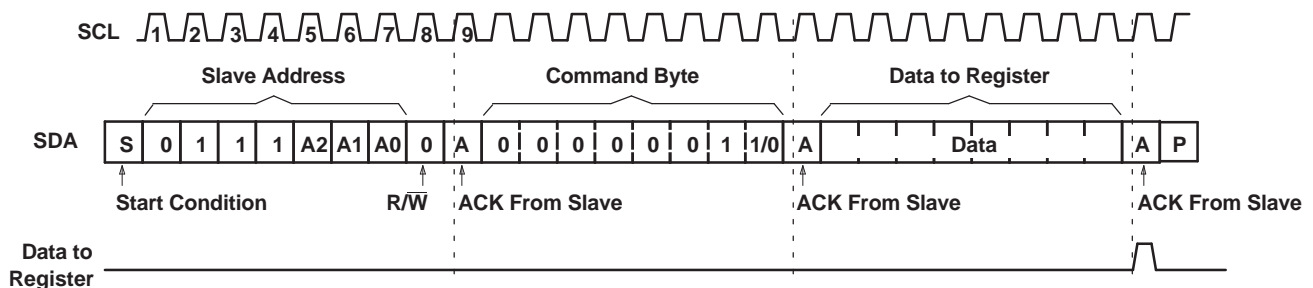 SCL 1 2 3 4 5 6 7 8 9
Slave Address Command Byte Data to Register
SDA S 0 1 1 1 A2 A1 A0 0 A 0 0 0 0 0 0 1 1/0 A Data A P
Start Condition R/W̅ ACK From Slave ACK From Slave ACK From Slave
Data to
Register